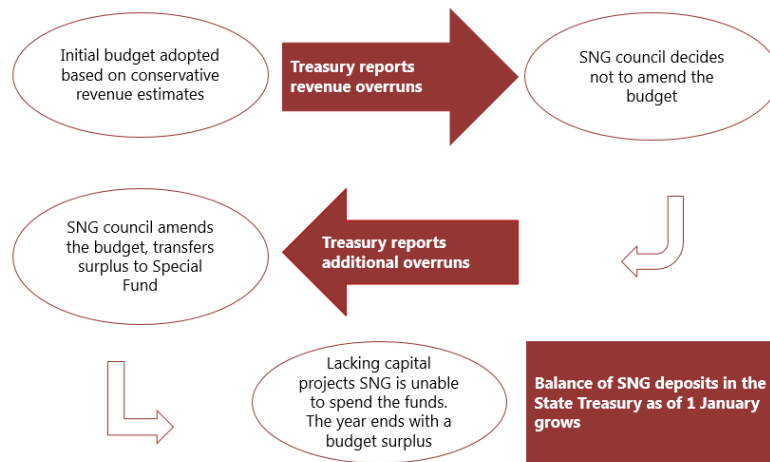 Initial budget adopted
based on conservative
revenue estimates
Treasury reports
revenue overruns
SNG council decides
not to amend the
budget
SNG council amends
the budget, transfers
surplus to Special
Fund
Treasury reports
additional overruns
Lacking capital
projects SNG is unable
to spend the funds.
The year ends with a
budget surplus
Balance of SNG deposits in the
State Treasury as of 1 January
grows